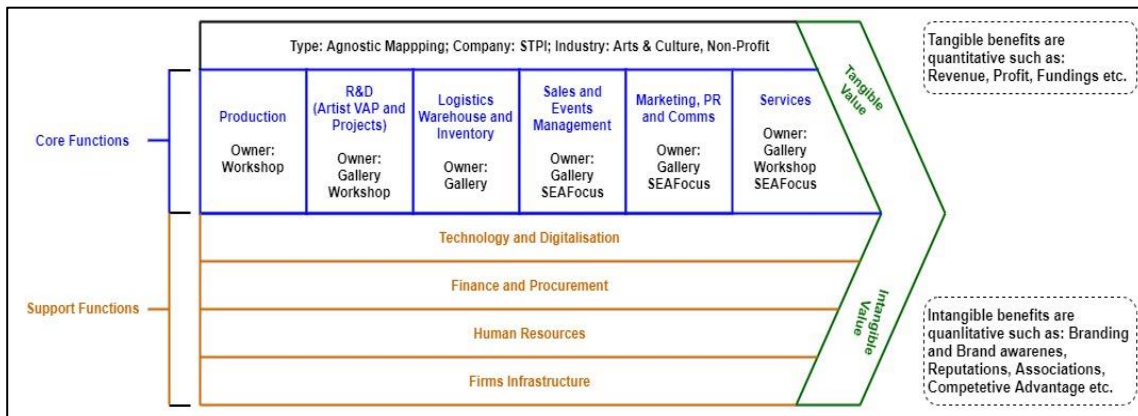 Type: Agnostic Mappping; Company: STPI; Industry: Arts & Culture, Non-Profit
Tangible benefits are
quantitative such as:
Revenue, Profit, Fundings etc.
Tangible
Value
Core Functions
Production
Owner:
Workshop
R&D
(Artist VAP and
Projects)
Owner:
Gallery
Workshop
Logistics
Warehouse and
Inventory
Owner:
Gallery
Sales and
Events
Management
Owner:
Gallery
SEAFocus
Marketing, PR
and Comms
Owner:
Gallery
SEAFocus
Services
Owner:
Gallery
Workshop
SEAFocus
Support Functions
Technology and Digitalisation
Finance and Procurement
Human Resources
Firms Infrastructure
Intangible
Value
Intangible benefits are
quanlitative such as: Branding
and Brand awarenes,
Reputations, Associations,
Competetive Advantage etc.